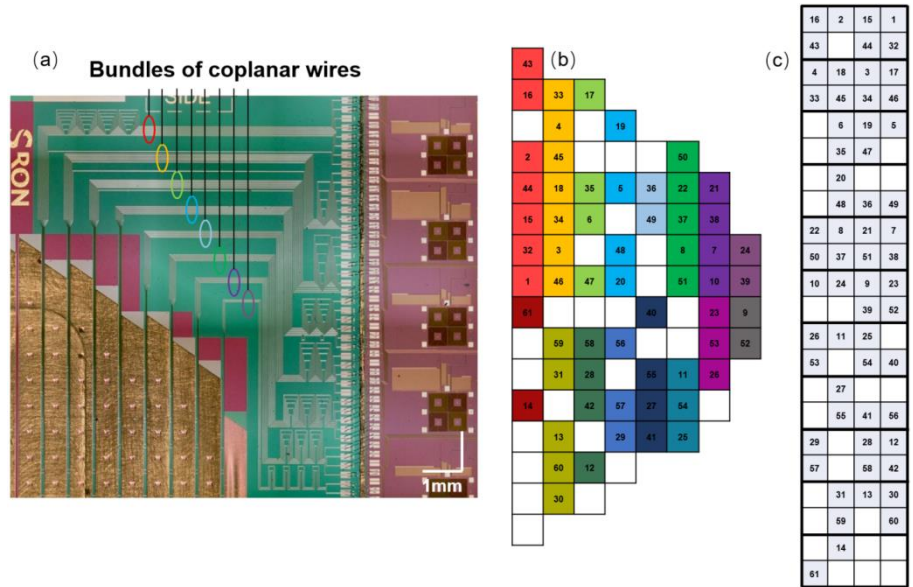 (a)
Bundles of coplanar wires
SIDE
SRON
1mm
(b)
43
16 33 17
4 19
2 45 50
44 18 35 5 36 22 21
15 34 6 49 37 38
32 3 48 8 7 24
1 46 47 20 51 10 39
61 40 23 9
59 58 56 53 52
31 28 55 11 26
14 42 57 27 54
13 29 41 25
60 12
30
(c)
16 2 15 1
43 44 32
4 18 3 17
33 45 34 46
6 19 5
35 47
20
48 36 49
22 8 21 7
50 37 51 38
10 24 9 23
39 52
26 11 25
53 54 40
27
55 41 56
29 28 12
57 58 42
31 13 30
59 60
14
61